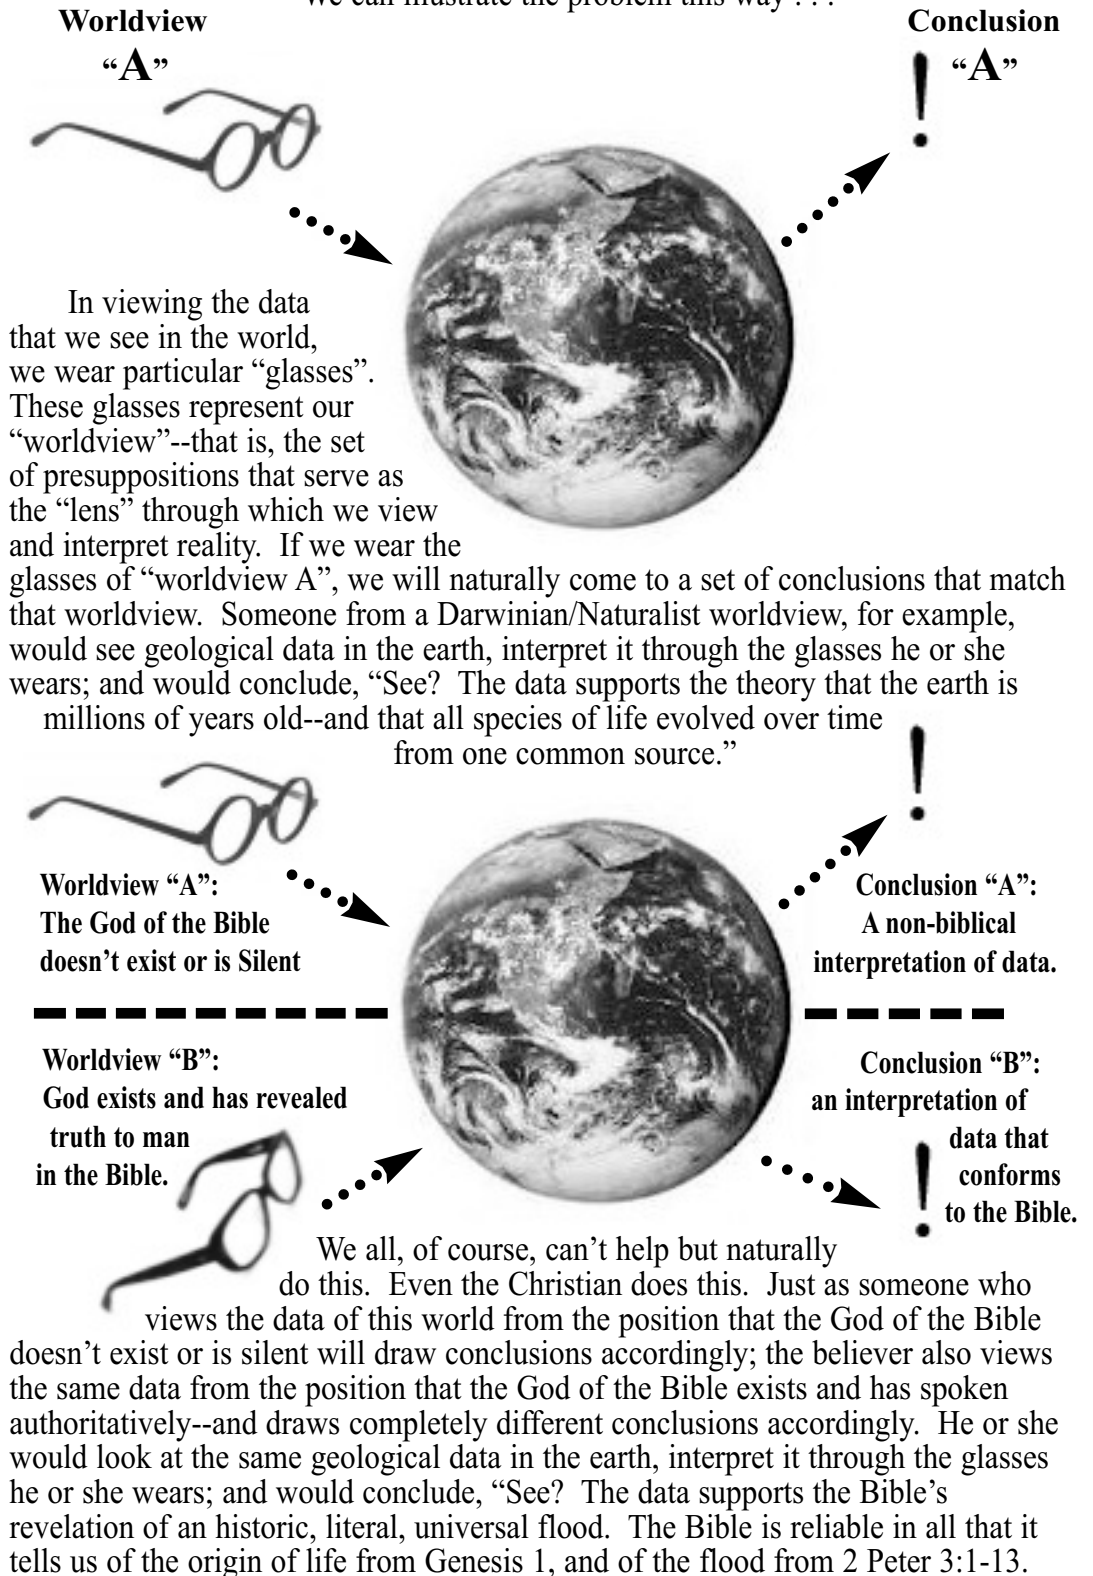 We can illustrate the problem this way . . .
Worldview
“A”
Conclusion
“A”
In viewing the data
that we see in the world,
we wear particular “glasses”.
These glasses represent our
“worldview”--that is, the set
of presuppositions that serve as
the “lens” through which we view
and interpret reality.  If we wear the
glasses of “worldview A”, we will naturally come to a set of conclusions that match
that worldview.  Someone from a Darwinian/Naturalist worldview, for example,
would see geological data in the earth, interpret it through the glasses he or she
wears; and would conclude, “See?  The data supports the theory that the earth is
millions of years old--and that all species of life evolved over time
from one common source.”
Worldview “A”:
The God of the Bible
doesn’t exist or is Silent
Conclusion “A”:
A non-biblical
interpretation of data.
Worldview “B”:
God exists and has revealed
truth to man
in the Bible.
Conclusion “B”:
an interpretation of
data that
conforms
to the Bible.
We all, of course, can’t help but naturally
do this.  Even the Christian does this.  Just as someone who
views the data of this world from the position that the God of the Bible
doesn’t exist or is silent will draw conclusions accordingly; the believer also views
the same data from the position that the God of the Bible exists and has spoken
authoritatively--and draws completely different conclusions accordingly.  He or she
would look at the same geological data in the earth, interpret it through the glasses
he or she wears; and would conclude, “See?  The data supports the Bible’s
revelation of an historic, literal, universal flood.  The Bible is reliable in all that it
tells us of the origin of life from Genesis 1, and of the flood from 2 Peter 3:1-13.